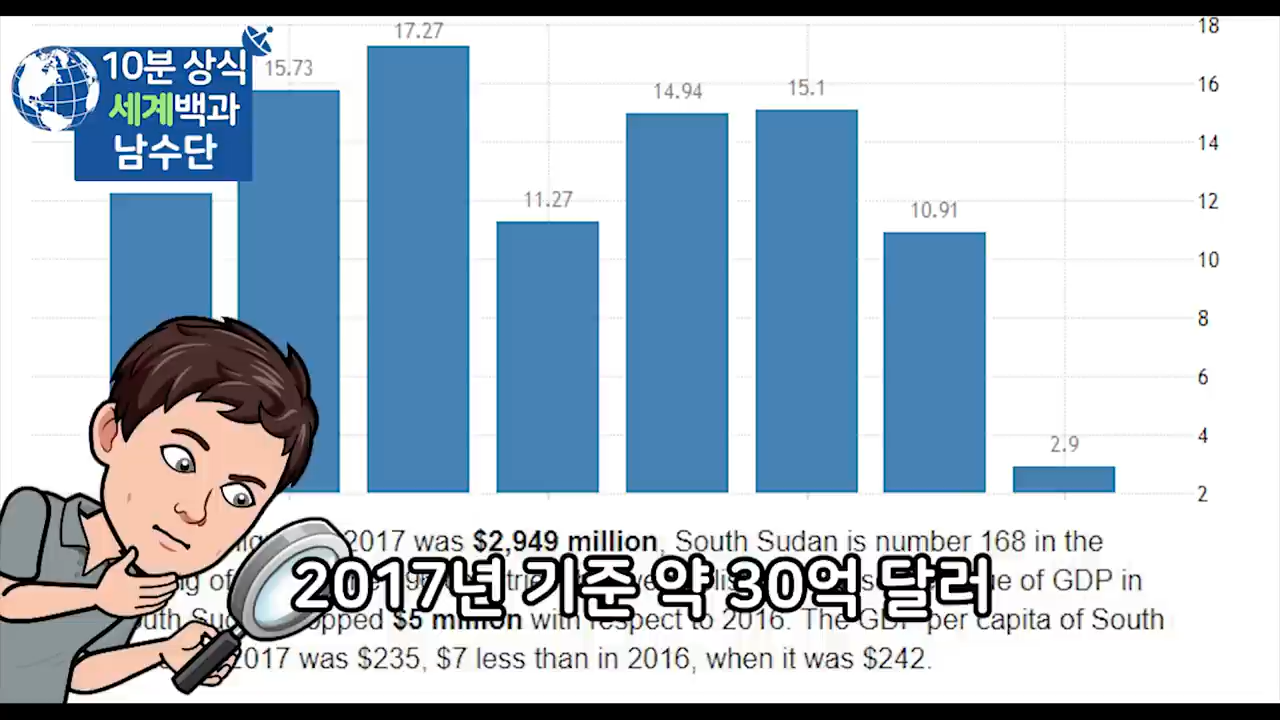 10분 상식
세계백과
남수단
15.73
17.27
11.27
14.94
15.1
10.91
2.9
18
16
14
12
10
8
6
4
2
2017 was $2,949 million, South Sudan is number 168 in the
of GDP in
$5 million with respect to 2016. The GDP per capita of South
2017 was $235, $7 less than in 2016, when it was $242.
2017년 기준 약 30억 달러